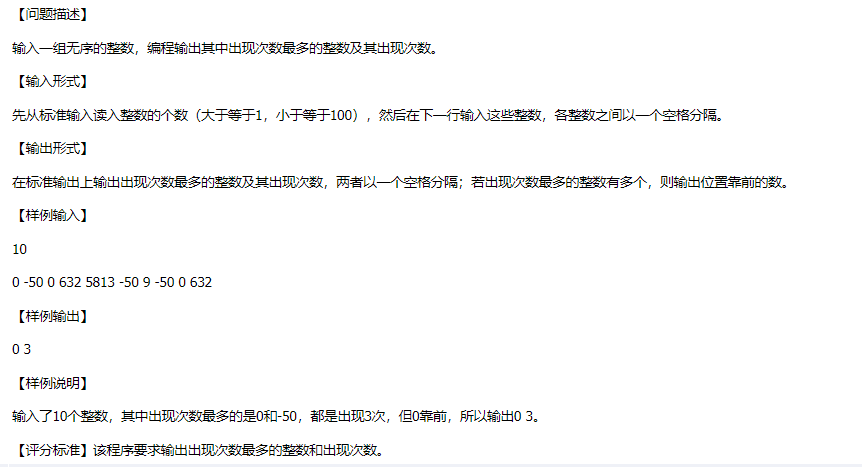 【问题描述】
输入一组无序的整数，编程输出其中出现次数最多的整数及其出现次数。
【输入形式】
先从标准输入读入整数的个数（大于等于1，小于等于100），然后在下一行输入这些整数，各整数之间以一个空格分隔。
【输出形式】
在标准输出上输出出现次数最多的整数及其出现次数，两者以一个空格分隔；若出现次数最多的整数有多个，则输出位置靠前的数。
【样例输入】
10
0 -50 0 632 5813 -50 9 -50 0 632
【样例输出】
0 3
【样例说明】
输入了10个整数，其中出现次数最多的是0和-50，都是出现3次，但0靠前，所以输出0 3。
【评分标准】该程序要求输出出现次数最多的整数和出现次数。